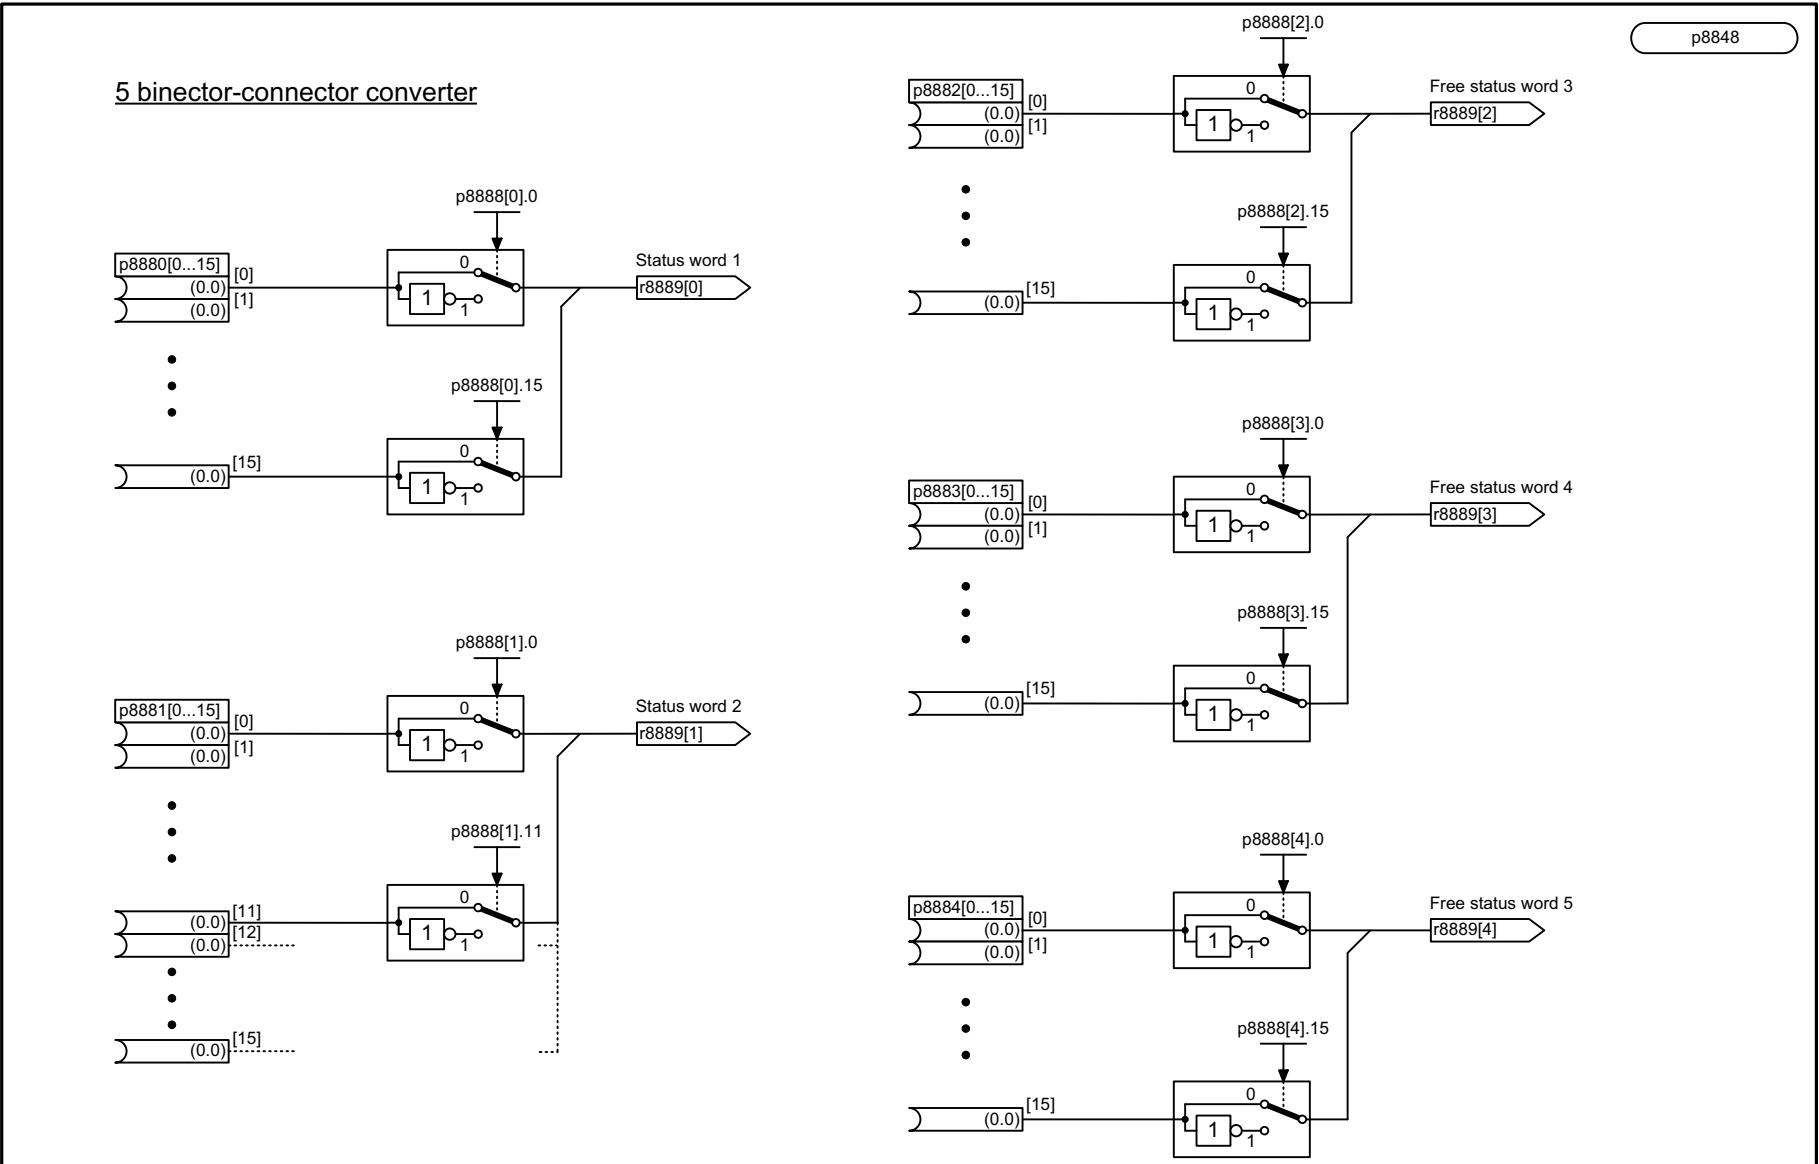 p8848
5 binector-connector converter
p8888[0].0
p8880[0...15]
[0]
(0.0)
[1]
(0.0)
0
1
1
Status word 1
r8889[0]
p8888[0].15
[15]
(0.0)
0
1
1
p8888[1].0
p8881[0...15]
[0]
(0.0)
[1]
(0.0)
0
1
1
Status word 2
r8889[1]
p8888[1].11
[11]
(0.0)
[12]
(0.0)
0
1
1
[15]
(0.0)
p8888[2].0
p8882[0...15]
[0]
(0.0)
[1]
(0.0)
0
1
1
Free status word 3
r8889[2]
p8888[2].15
[15]
(0.0)
0
1
1
p8888[3].0
p8883[0...15]
[0]
(0.0)
[1]
(0.0)
0
1
1
Free status word 4
r8889[3]
p8888[3].15
[15]
(0.0)
0
1
1
p8888[4].0
p8884[0...15]
[0]
(0.0)
[1]
(0.0)
0
1
1
Free status word 5
r8889[4]
p8888[4].15
[15]
(0.0)
0
1
1